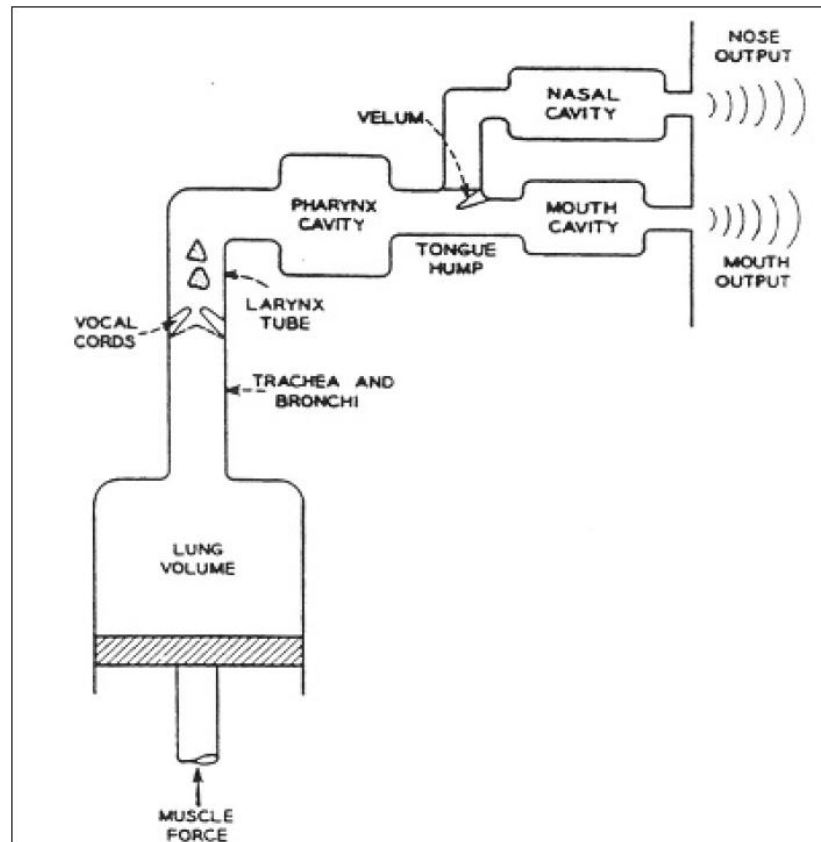 NOSE
OUTPUT
NASAL
CAVITY
VELUM
PHARYNX
CAVITY
MOUTH
CAVITY
TONGUE
HUMP
MOUTH
OUTPUT
LARYNX
TUBE
VOCAL
CORDS
TRACHEA AND
BRONCHI
LUNG
VOLUME
MUSCLE
FORCE